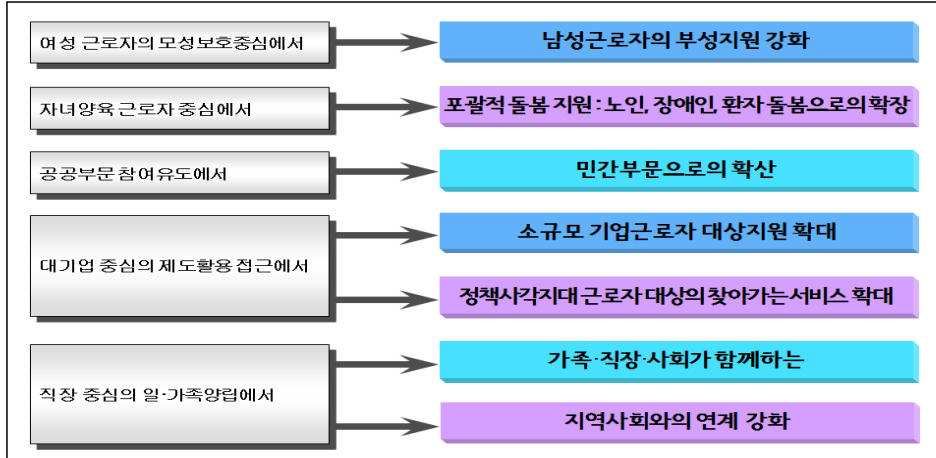 여성 근로자의 모성보호중심에서
남성근로자의 부성지원 강화
자녀양육 근로자 중심에서
포괄적 돌봄 지원 : 노인, 장애인, 환자 돌봄으로의 확장
공공부문 참여유도에서
민간부문으로의 확산
대기업 중심의 제도활용 접근에서
소규모 기업근로자 대상지원 확대
정책사각지대 근로자 대상의 찾아가는 서비스 확대
직장 중심의 일·가족양립에서
가족·직장·사회가 함께하는
지역사회와의 연계 강화